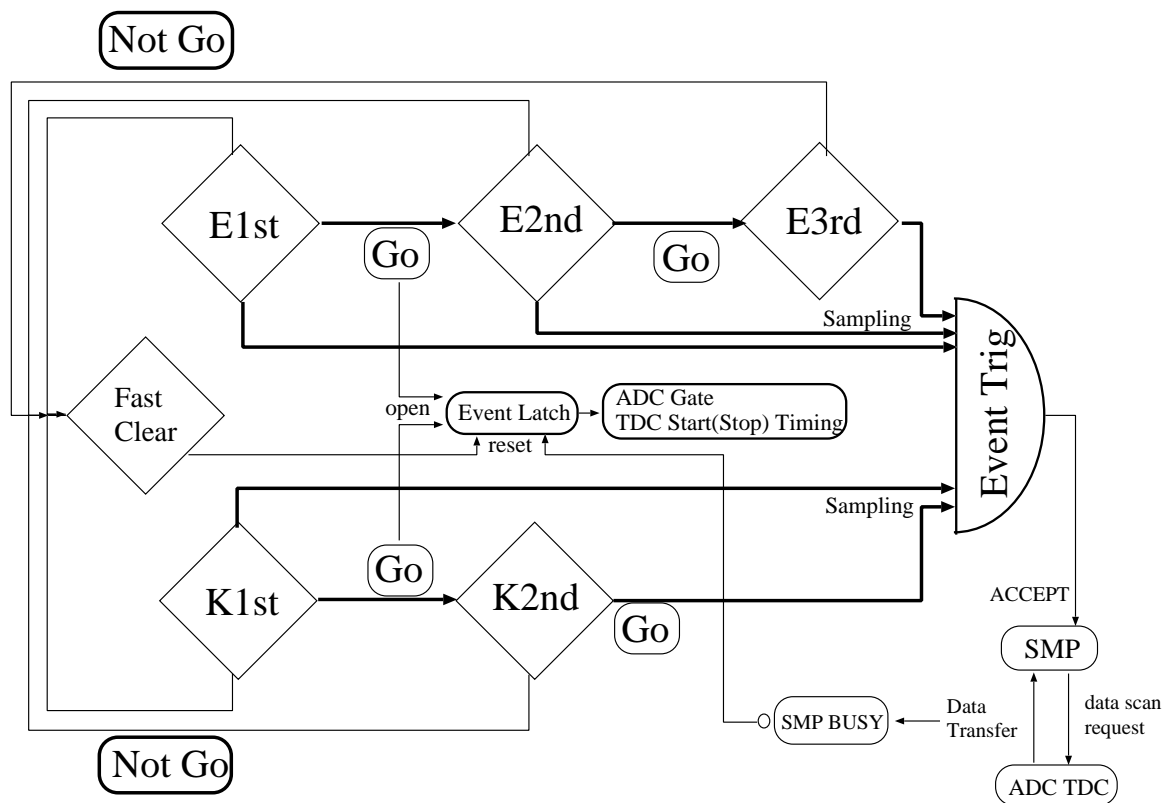 Not Go
E1st
E2nd
E3rd
Go
Go
Sampling
Event Trig
Fast
Clear
open
Event Latch
reset
ADC Gate
TDC Start(Stop) Timing
Sampling
K1st
Go
K2nd
Go
ACCEPT
SMP
Data
Transfer
data scan
request
SMP BUSY
Not Go
ADC TDC